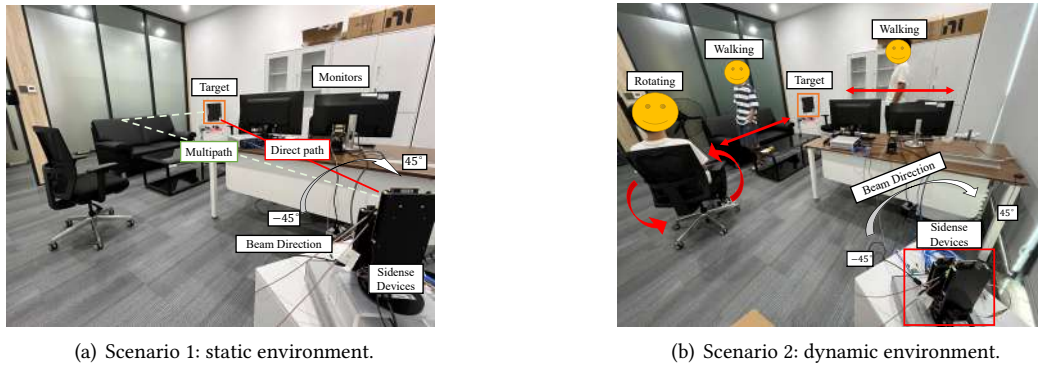 Target
Monitors
Multipath
Direct path
45°
−45°
Beam Direction
Sidense
Devices
(a) Scenario 1: static environment.
Walking
Walking
Target
Rotating
Beam Direction
45°
−45°
Sidense
Devices
(b) Scenario 2: dynamic environment.